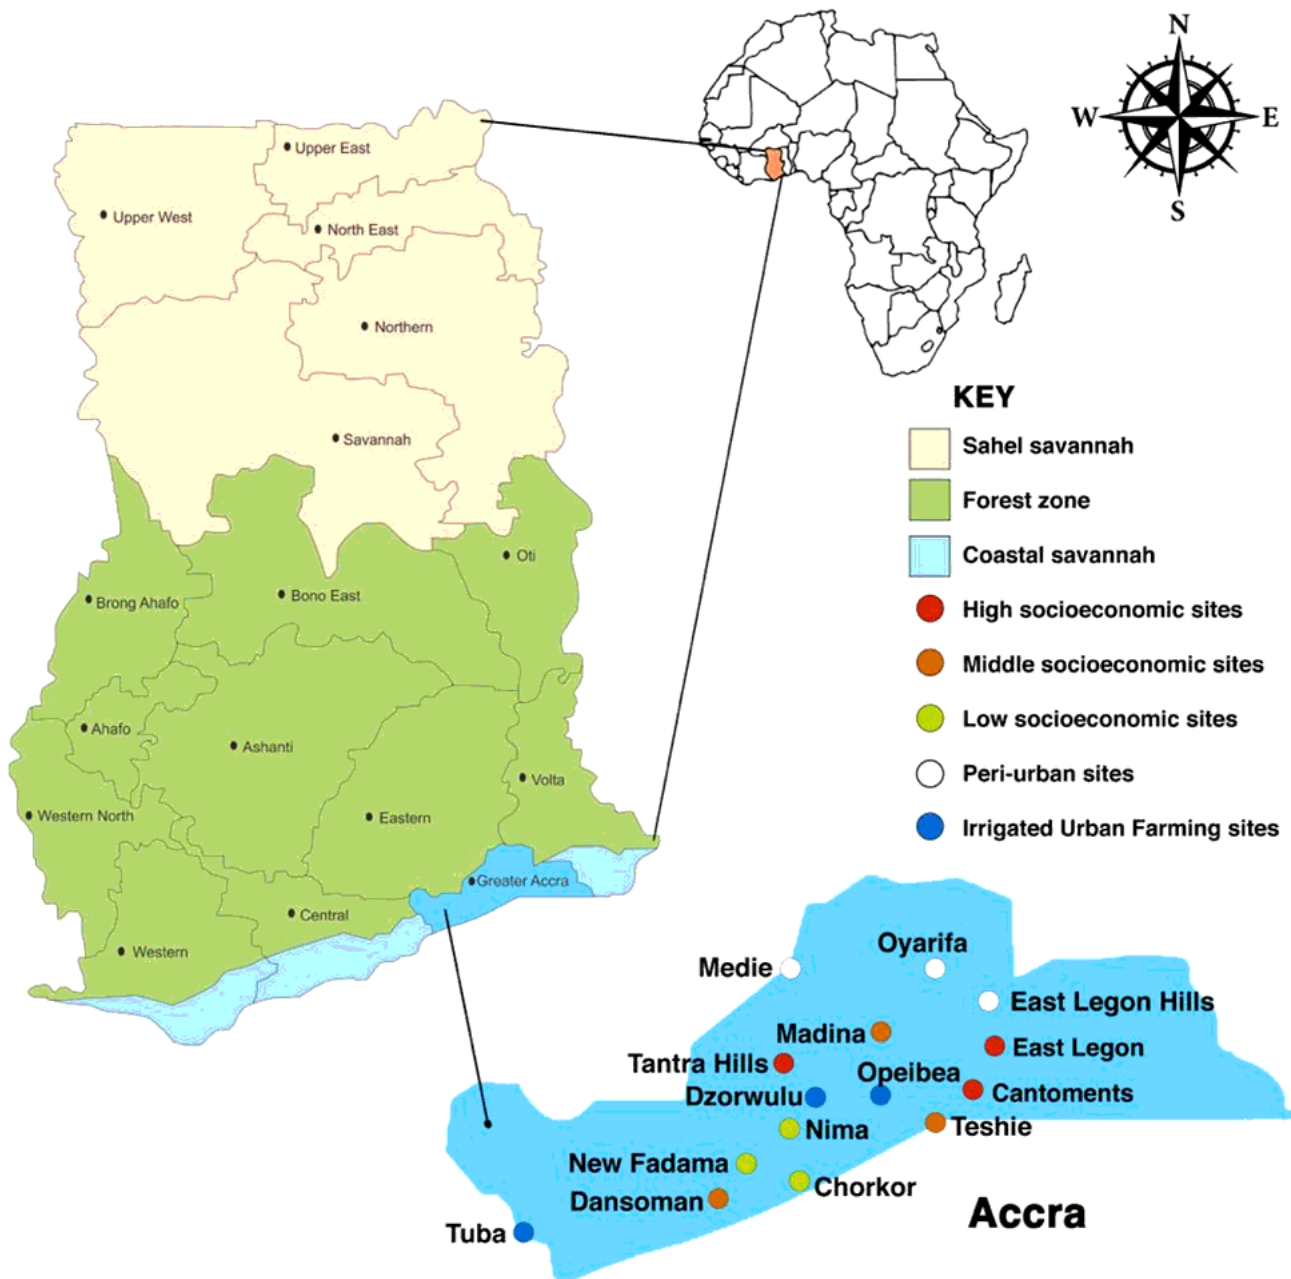 N
W
E
S
Upper East
Upper West
North East
Northern
Savannah
Oti
Brong Ahafo
Bono East
Ahafo
Ashanti
Volta
Western North
Eastern
Greater Accra
Central
Western
KEY
Sahel savannah
Forest zone
Coastal savannah
High socioeconomic sites
Middle socioeconomic sites
Low socioeconomic sites
Peri-urban sites
Irrigated Urban Farming sites
Oyarifa
Medie
East Legon Hills
Madina
East Legon
Tantra Hills
Opeibea
Cantoments
Dzorwulu
Teshie
Nima
New Fadama
Chorkor
Dansoman
Accra
Tuba